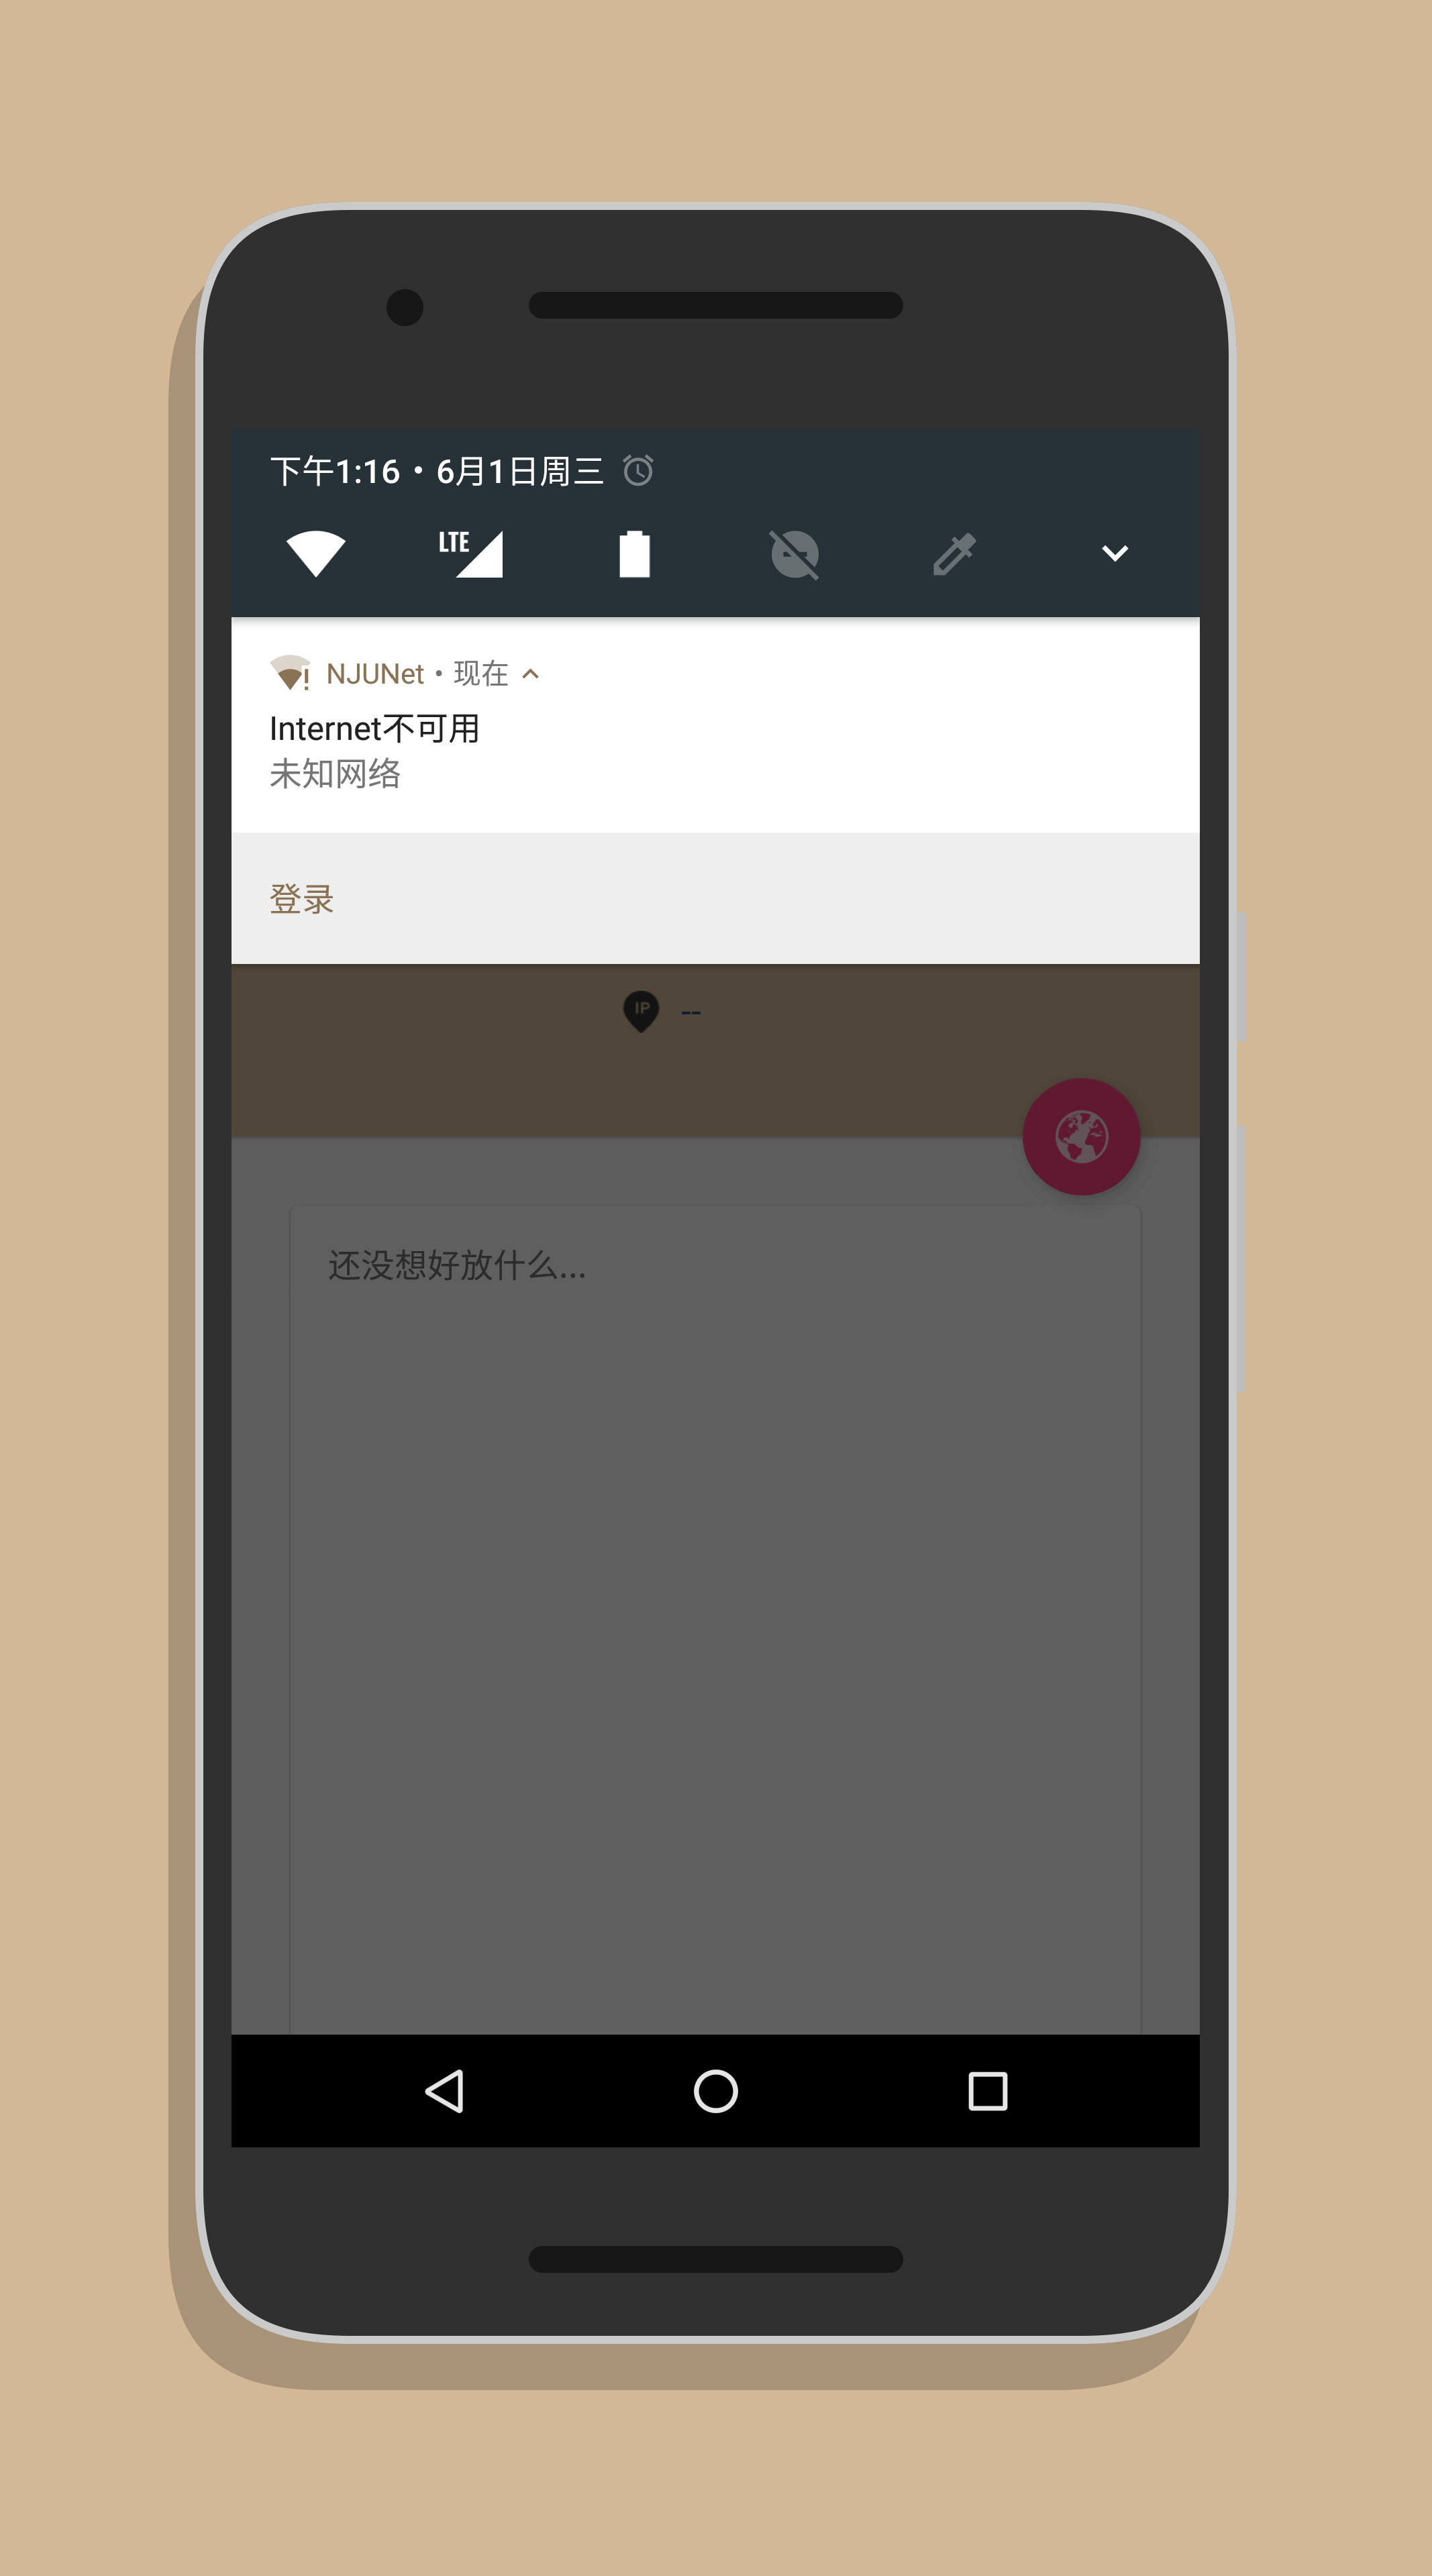 下午1:16 • 6月1日周三
LTE
NJUNet • 现在
Internet不可用
未知网络
登录
IP --
还没想好放什么...